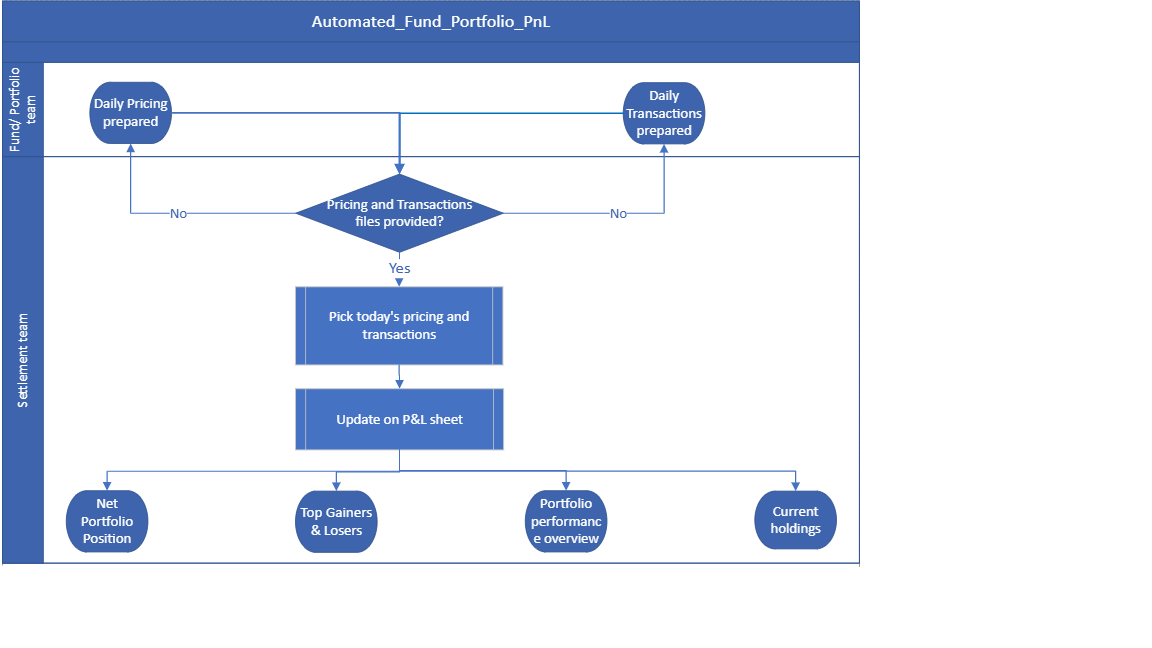 Automated_Fund_Portfolio_PnL
Fund/ Portfolio
team
Daily Pricing
prepared
Daily
Transactions
prepared
Settlement team
Pricing and Transactions
files provided?
No
No
Yes
Pick today's pricing and
transactions
Update on P&L sheet
Net
Portfolio
Position
Top Gainers
& Losers
Portfolio
performanc
e overview
Current
holdings